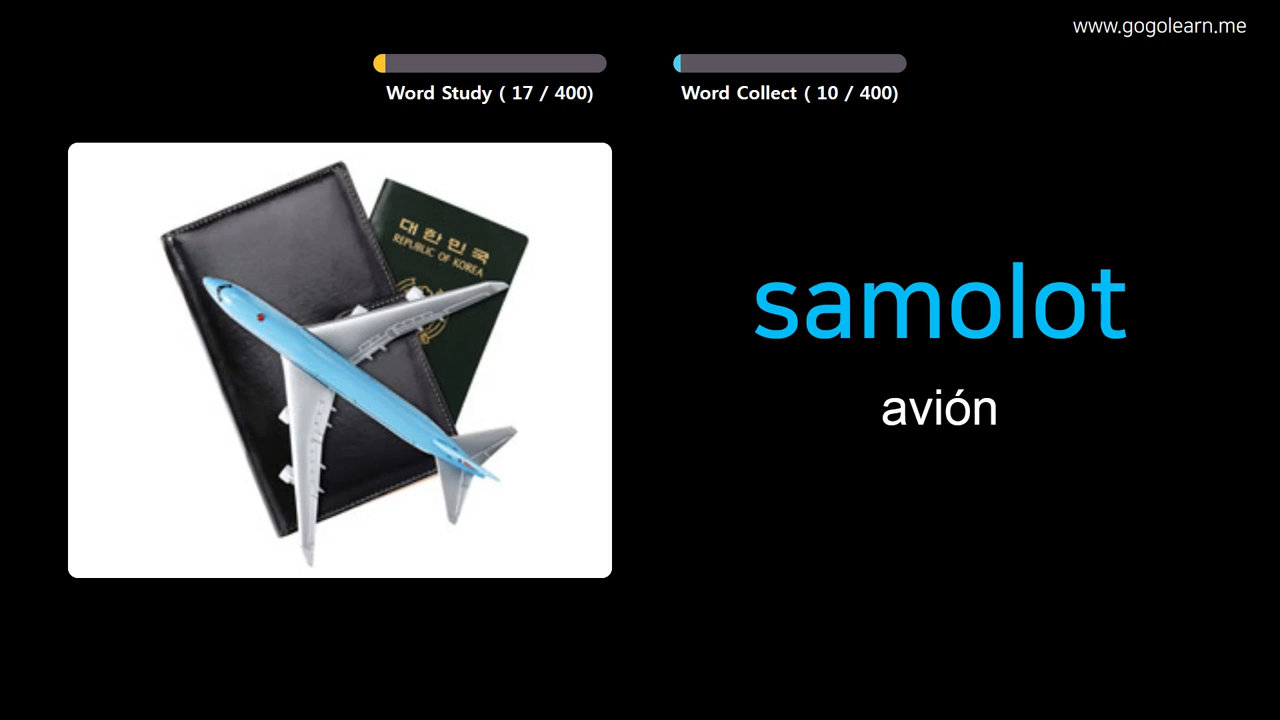 www.gogolearn.me
Word Study ( 17 / 400)
Word Collect ( 10 / 400)
대한민국
REPUBLIC OF KOREA
samolot
avión